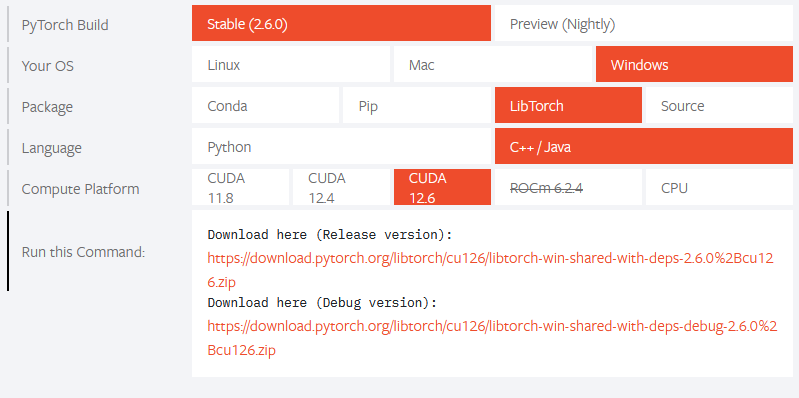 PyTorch Build
Stable (2.6.0)
Preview (Nightly)
Your OS
Linux
Mac
Windows
Package
Conda
Pip
LibTorch
Source
Language
Python
C++ / Java
Compute Platform
CUDA
11.8
CUDA
12.4
CUDA
12.6
ROCm 6.2.4
CPU
Run this Command:
Download here (Release version):
https://download.pytorch.org/libtorch/cu126/libtorch-win-shared-with-deps-2.6.0%2Bcu12
6.zip
Download here (Debug version):
https://download.pytorch.org/libtorch/cu126/libtorch-win-shared-with-deps-debug-2.6.0%2
Bcu126.zip